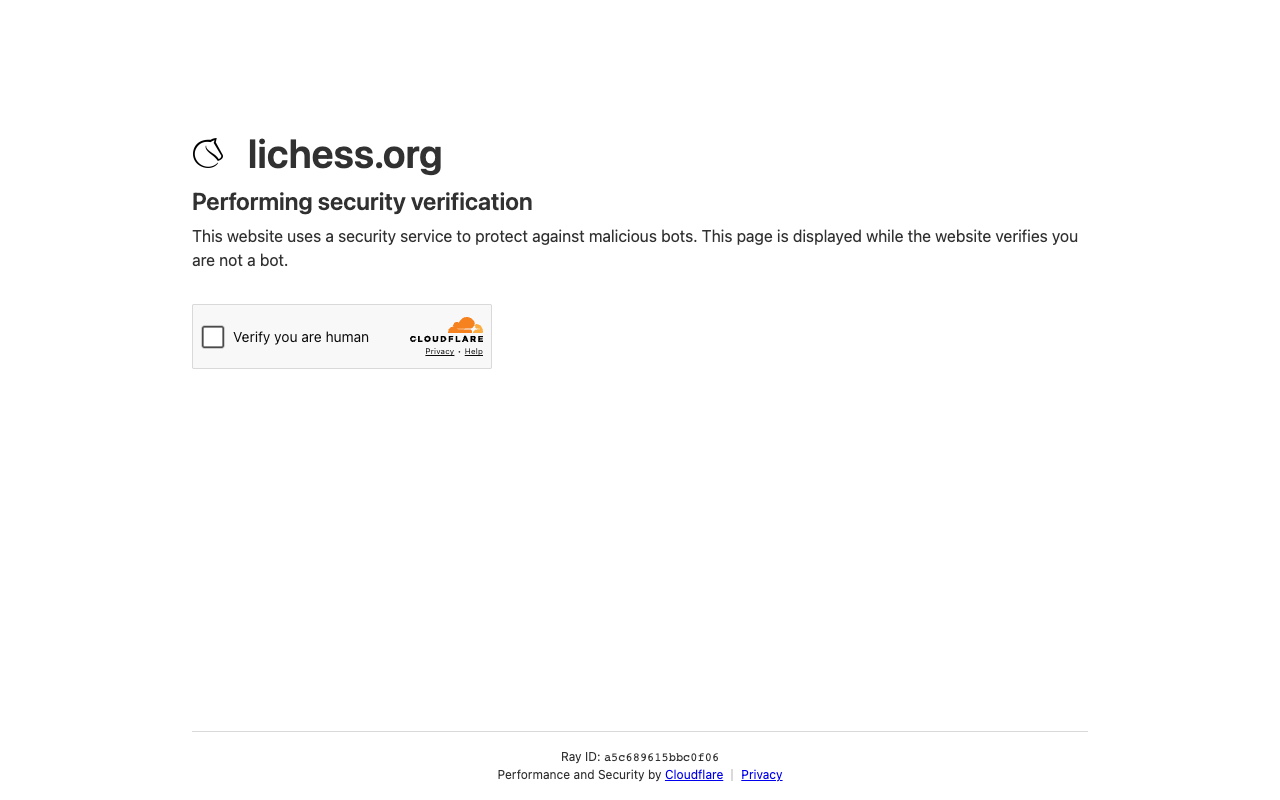 lichess.org
Performing security verification
This website uses a security service to protect against malicious bots. This page is displayed while the website verifies you
are not a bot.
Verify you are human
CLOUDFLARE
Privacy • Help
Ray ID: a5c689615bbc0f06
Performance and Security by Cloudflare | Privacy